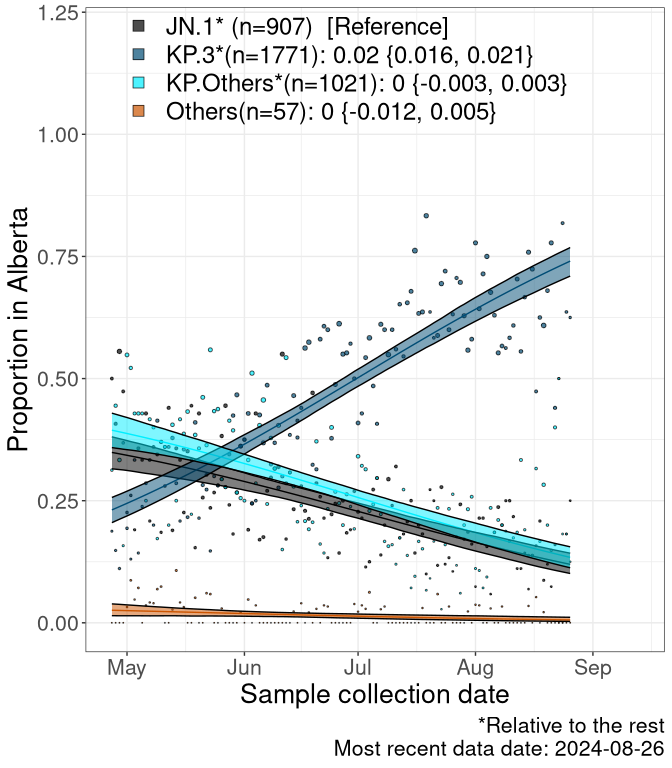 JN.1* (n=907) [Reference]
KP.3*(n=1771): 0.02 {0.016, 0.021}
KP.Others*(n=1021): 0 {-0.003, 0.003}
Others(n=57): 0 {-0.012, 0.005}
1.25
1.00
0.75
0.50
0.25
0.00
Proportion in Alberta
May Jun Jul Aug Sep
Sample collection date
*Relative to the rest
Most recent data date: 2024-08-26